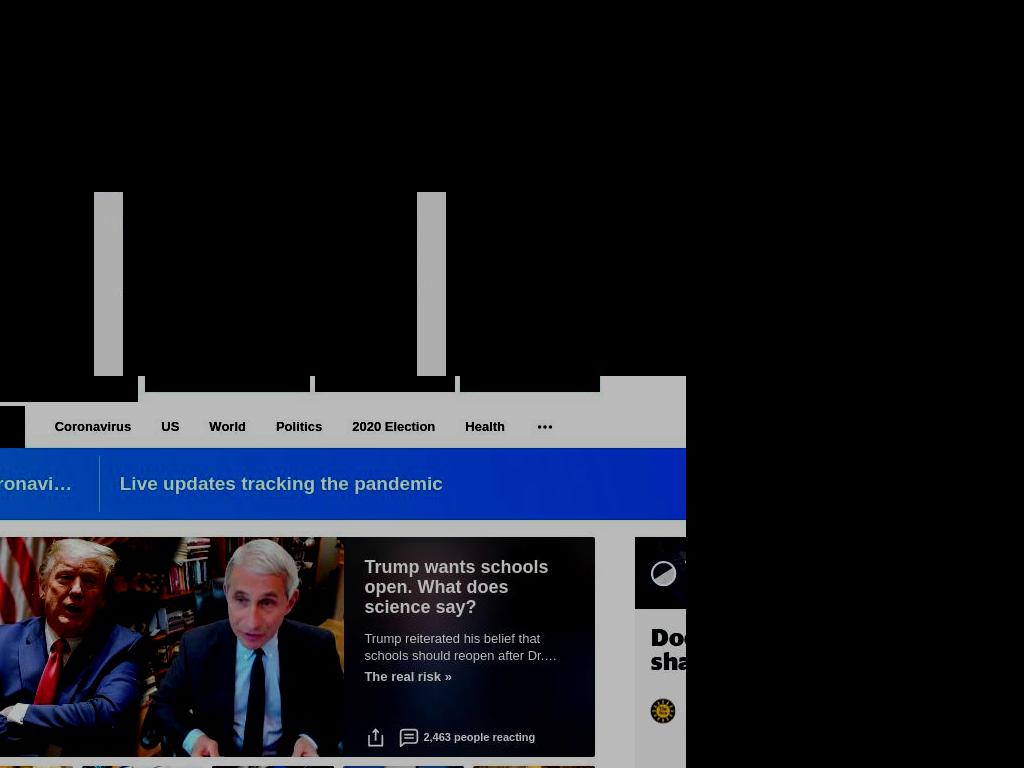 Coronavirus US World Politics 2020 Election Health
ronavi… Live updates tracking the pandemic
Trump wants schools
open. What does
science say?
Trump reiterated his belief that
schools should reopen after Dr.…
The real risk »
2,463 people reacting
Do
sha